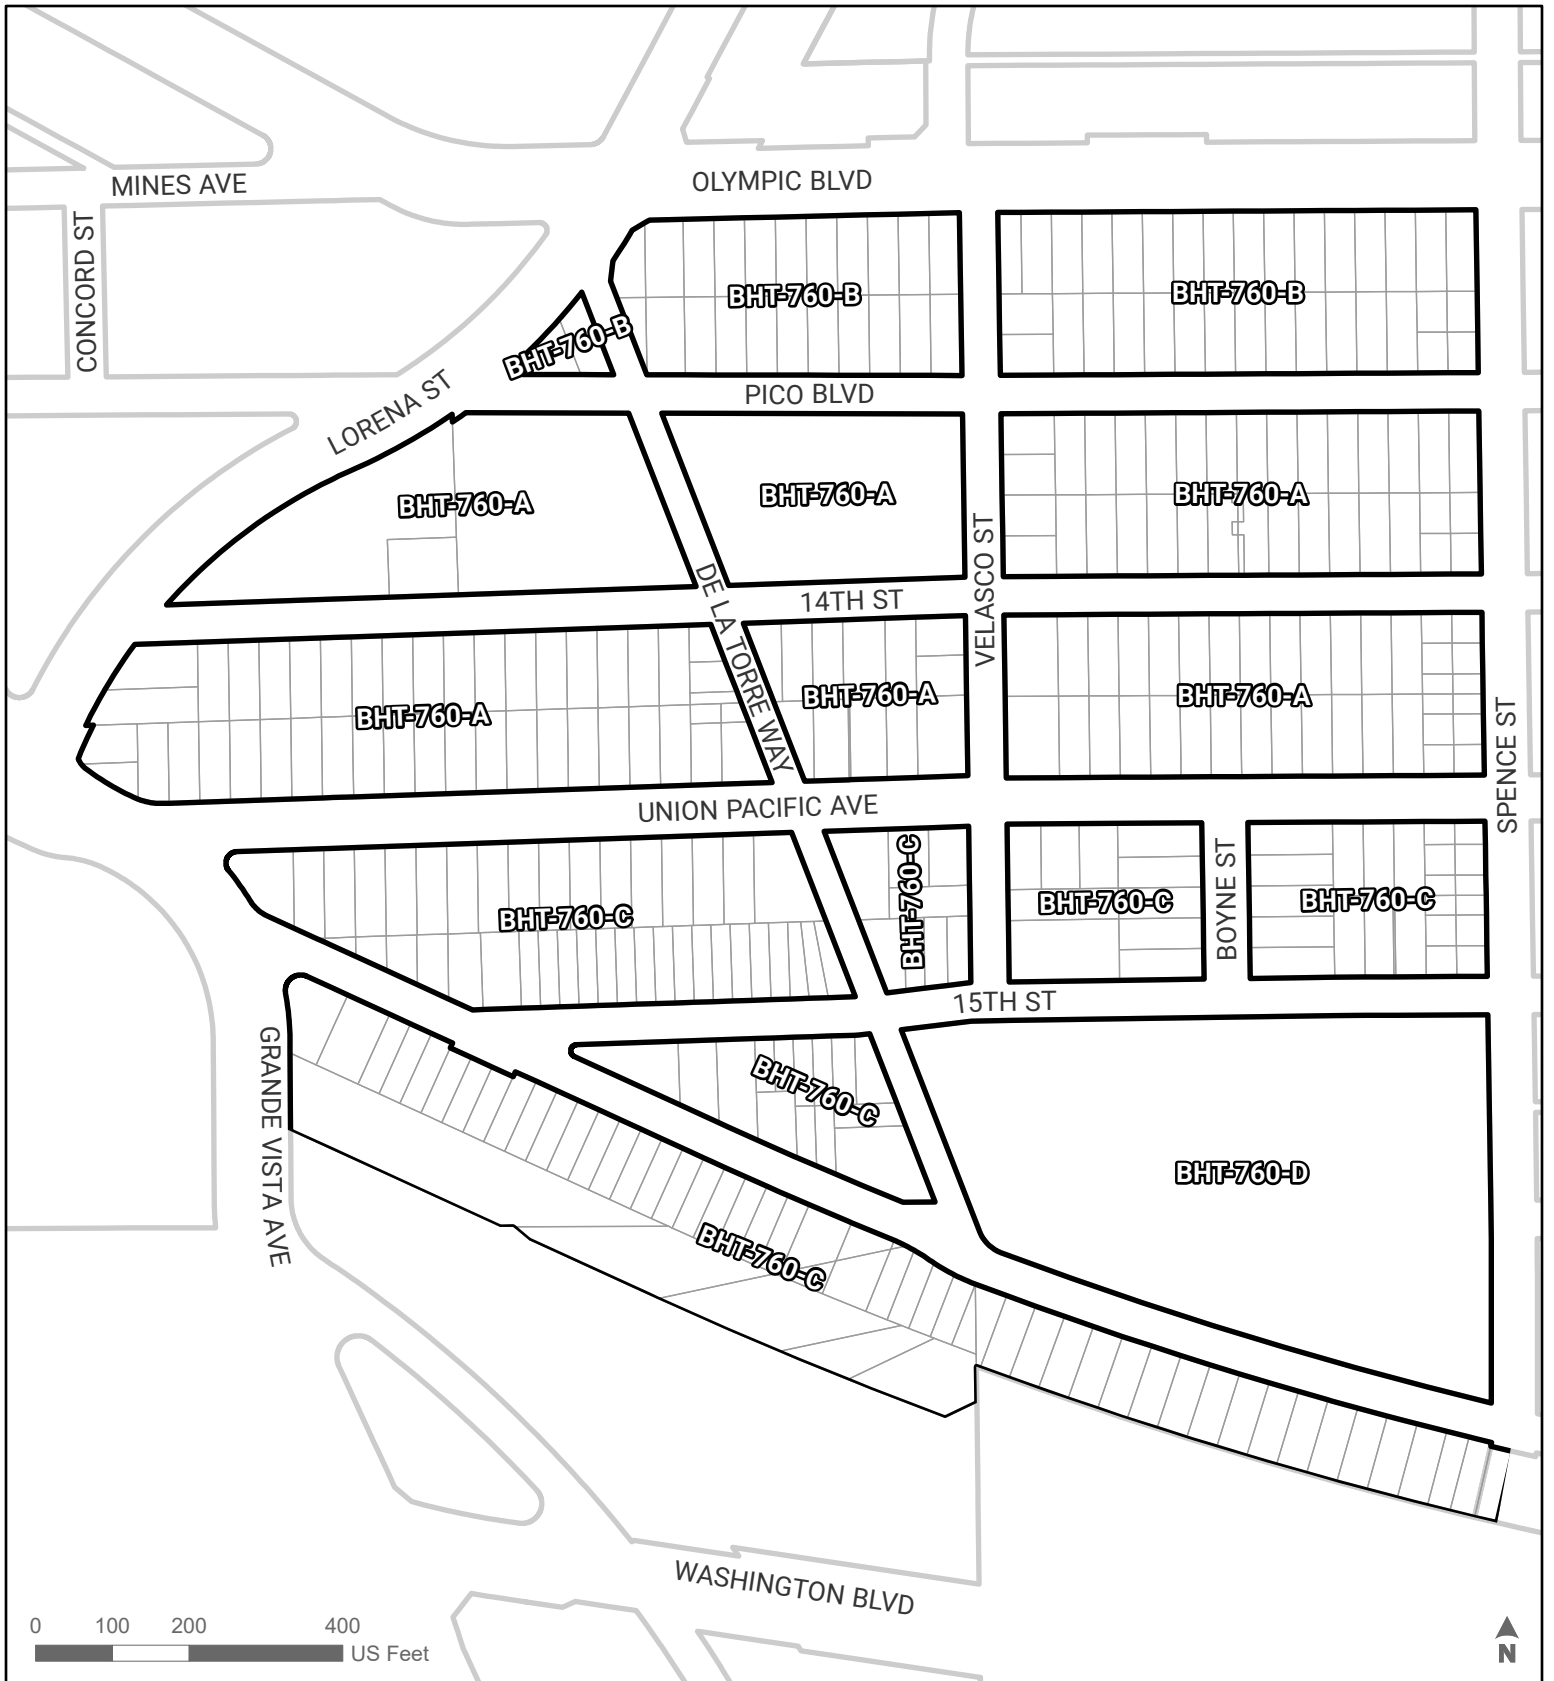 OLYMPIC BLVD
MINES AVE
CONCORD ST
BHT-760-B
BHT-760-B
BHT-760-B
PICO BLVD
LORENA ST
BHT-760-A
BHT-760-A
BHT-760-A
VELASCO ST
14TH ST
DE LA TORRE WAY
BHT-760-A
BHT-760-A
BHT-760-A
SPENCE ST
UNION PACIFIC AVE
BHT-760-C
BHT-760-C
BHT-760-C
BOYNE ST
BHT-760-C
15TH ST
GRANDE VISTA AVE
BHT-760-C
BHT-760-D
BHT-760-C
WASHINGTON BLVD
0 100 200 400
US Feet
N